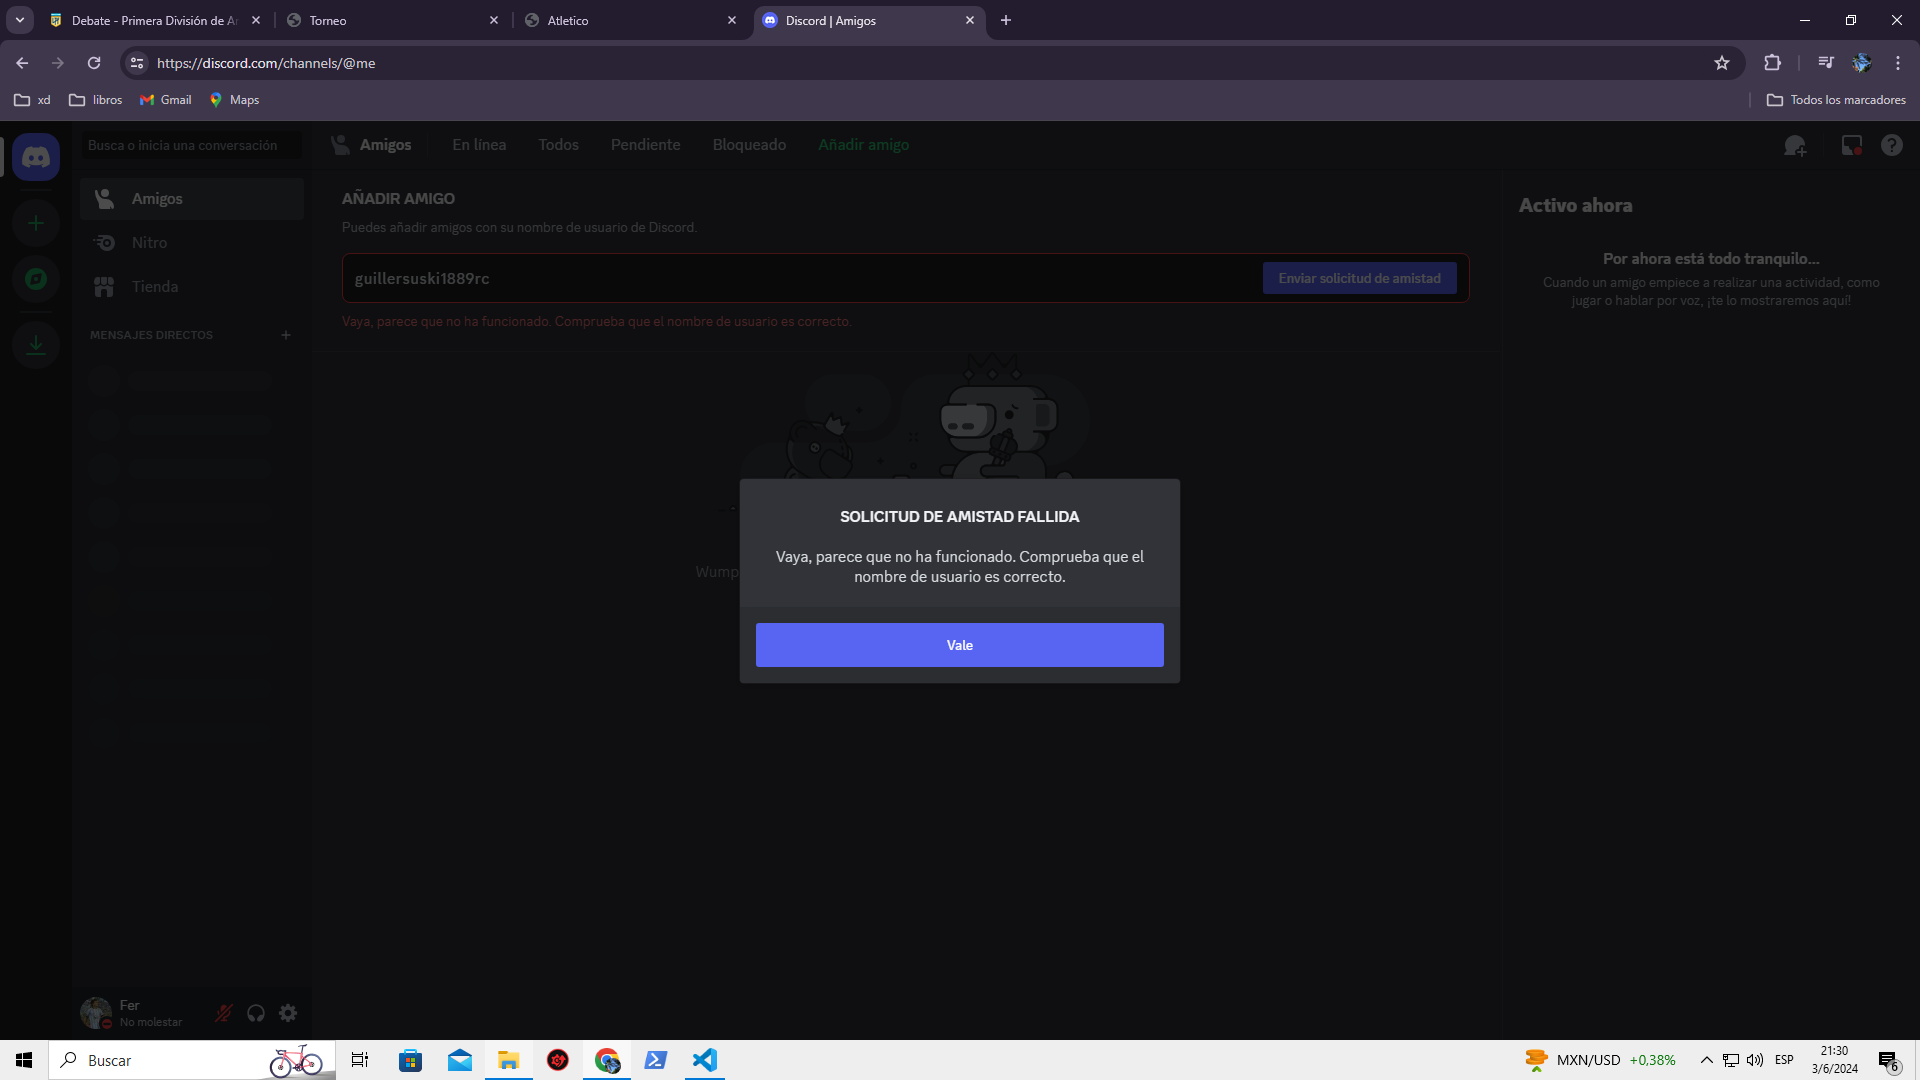 Debate - Primera División de Ar
Torneo
Atletico
Discord | Amigos
https://discord.com/channels/@me
xd
libros
Gmail
Maps
Todos los marcadores
Busca o inicia una conversación
Amigos
En línea
Todos
Pendiente
Bloqueado
Añadir amigo
Amigos
Nitro
Tienda
MENSAJES DIRECTOS
AÑADIR AMIGO
Puedes añadir amigos con su nombre de usuario de Discord.
guillersuski1889rc
Enviar solicitud de amistad
Vaya, parece que no ha funcionado. Comprueba que el nombre de usuario es correcto.
Activo ahora
Por ahora está todo tranquilo...
Cuando un amigo empiece a realizar una actividad, como
jugar o hablar por voz, ¡te lo mostraremos aquí!
Wump
SOLICITUD DE AMISTAD FALLIDA
Vaya, parece que no ha funcionado. Comprueba que el
nombre de usuario es correcto.
Vale
Fer
No molestar
Buscar
MXN/USD +0,38%
ESP
21:30
3/6/2024
6